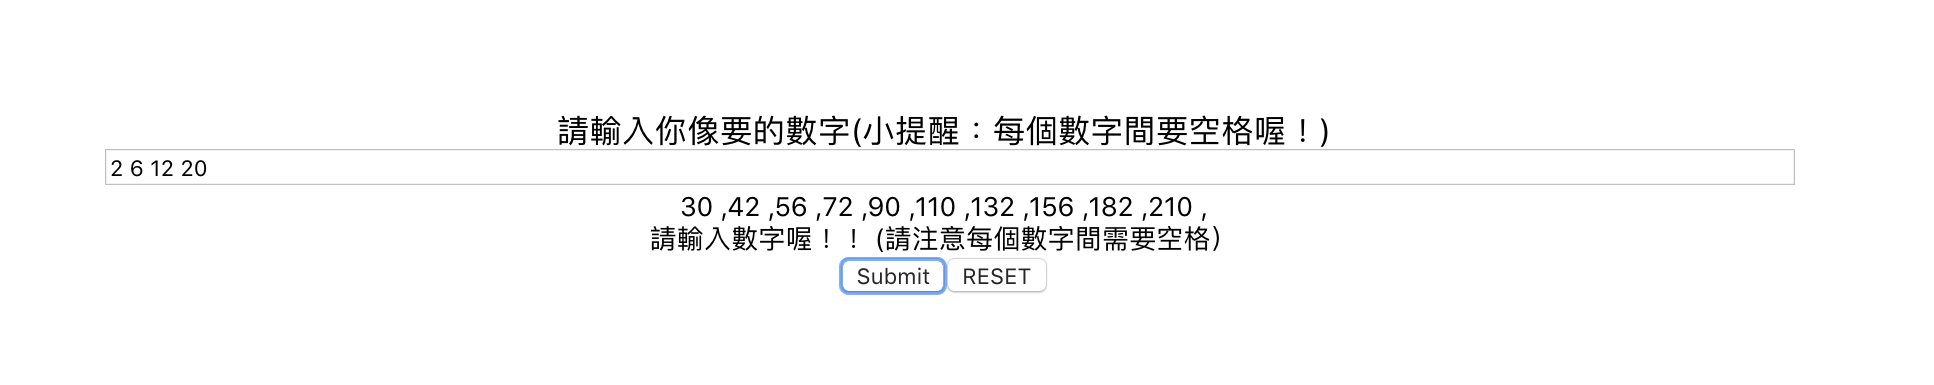 請輸入你像要的數字(小提醒：每個數字間要空格喔！)
2 6 12 20
30 ,42 ,56 ,72 ,90 ,110 ,132 ,156 ,182 ,210 ,
請輸入數字喔！！ (請注意每個數字間需要空格)
Submit RESET